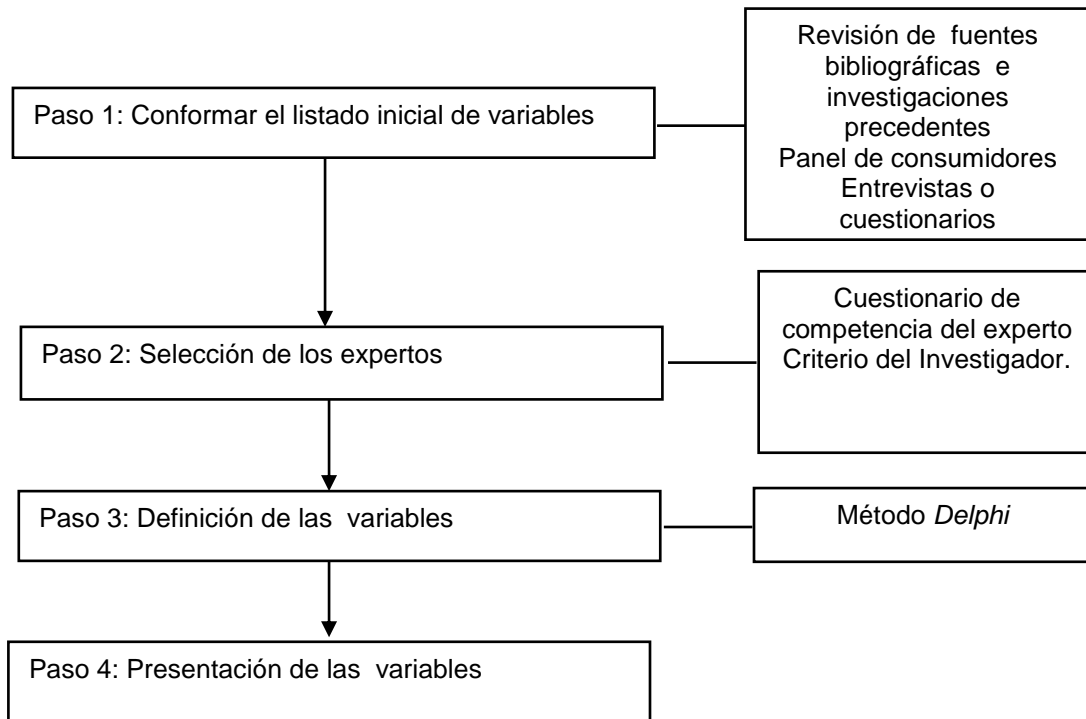 Revisión de fuentes
bibliográficas e
investigaciones
precedentes
Panel de consumidores
Entrevistas o
cuestionarios
Paso 1: Conformar el listado inicial de variables
Cuestionario de
competencia del experto
Criterio del Investigador.
Paso 2: Selección de los expertos
Paso 3: Definición de las variables
Método Delphi
Paso 4: Presentación de las variables